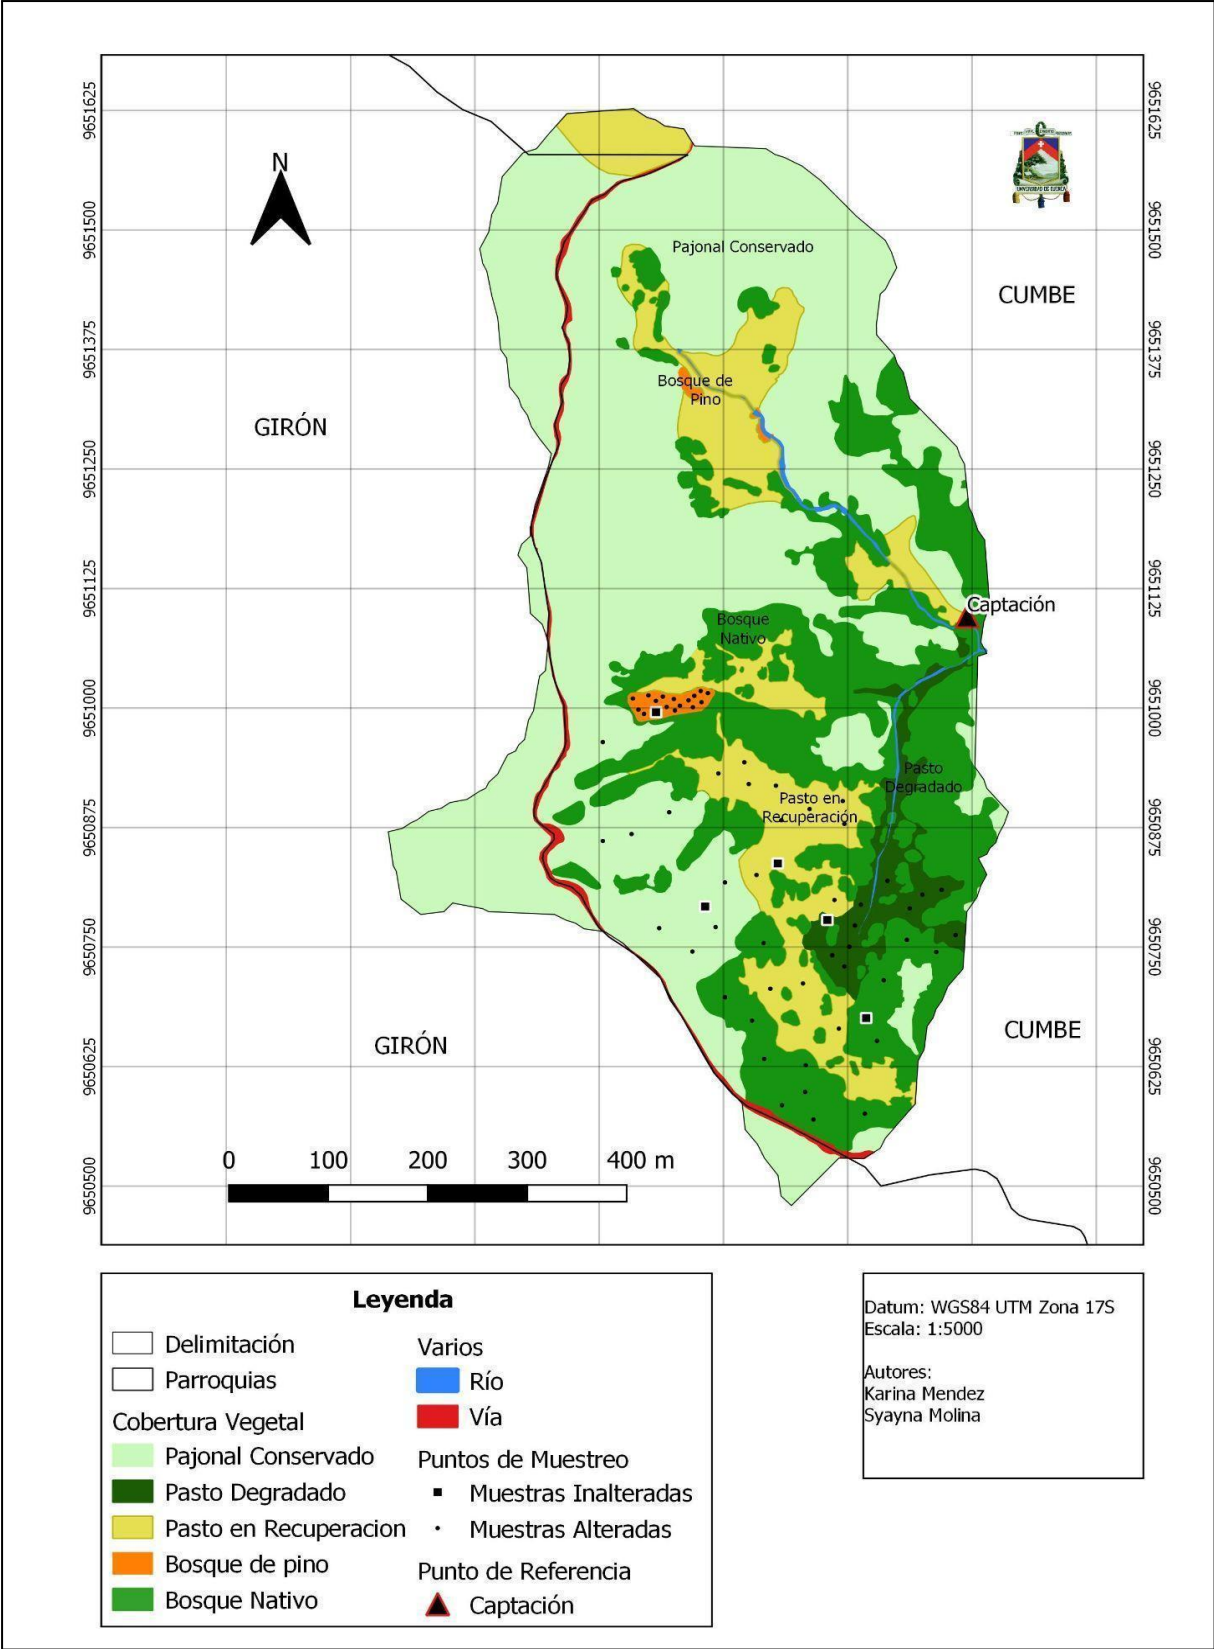 9651625
9651625
N
UNIVERSIDAD DE CUENCA
9651500
9651500
Pajonal Conservado
CUMBE
9651375
9651375
Bosque de
Pino
GIRÓN
9651250
9651250
9651125
9651125
Captación
Bosque
Nativo
9651000
9651000
Pasto
Degradado
Pasto en
Recuperación
9650875
9650875
9650750
9650750
GIRÓN
CUMBE
9650625
9650625
0 100 200 300 400 m
9650500
9650500
Leyenda
Delimitación
Parroquias
Cobertura Vegetal
Pajonal Conservado
Pasto Degradado
Pasto en Recuperacion
Bosque de pino
Bosque Nativo
Varios
Río
Vía
Puntos de Muestreo
Muestras Inalteradas
Muestras Alteradas
Punto de Referencia
Captación
Datum: WGS84 UTM Zona 17S
Escala: 1:5000
Autores:
Karina Mendez
Syayna Molina